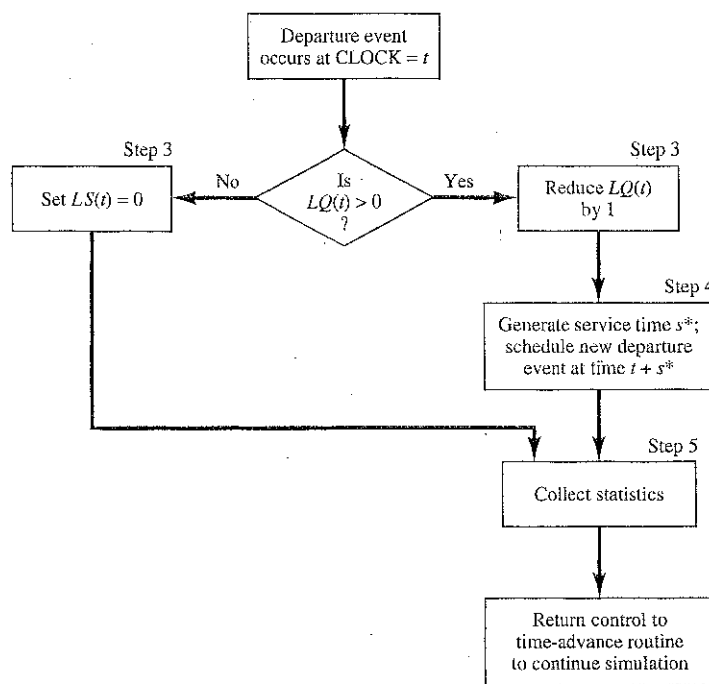 Departure event
occurs at CLOCK = t
Step 3
Set LS(t) = 0
No
Is
LQ(t) > 0
?
Yes
Step 3
Reduce LQ(t)
by 1
Step 4
Generate service time s*;
schedule new departure
event at time t + s*
Step 5
Collect statistics
Return control to
time-advance routine
to continue simulation